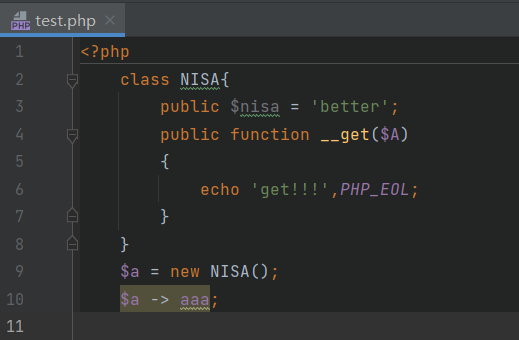 test.php
1 <?php
2 class NISA{
3 public $nisa = 'better';
4 public function __get($A)
5 {
6 echo 'get!!!',PHP_EOL;
7 }
8 }
9 $a = new NISA();
10 $a -> aaa;
11